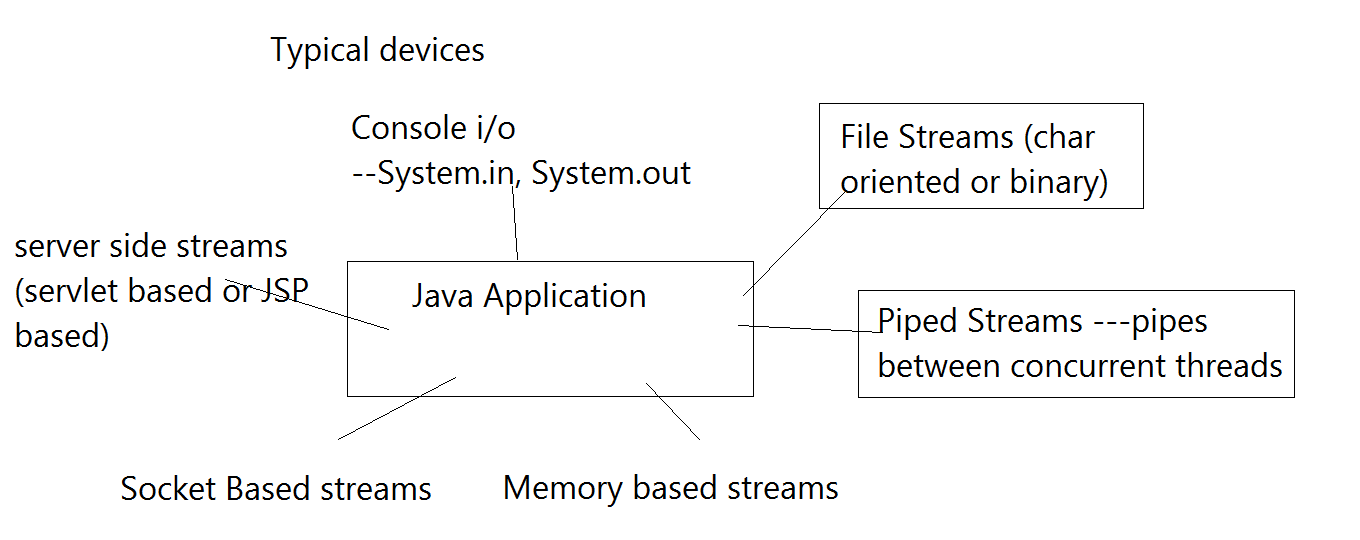 Typical devices
Console i/o
--System.in, System.out
File Streams (char
oriented or binary)
server side streams
(servlet based or JSP
based)
Java Application
Piped Streams ---pipes
between concurrent threads
Socket Based streams
Memory based streams